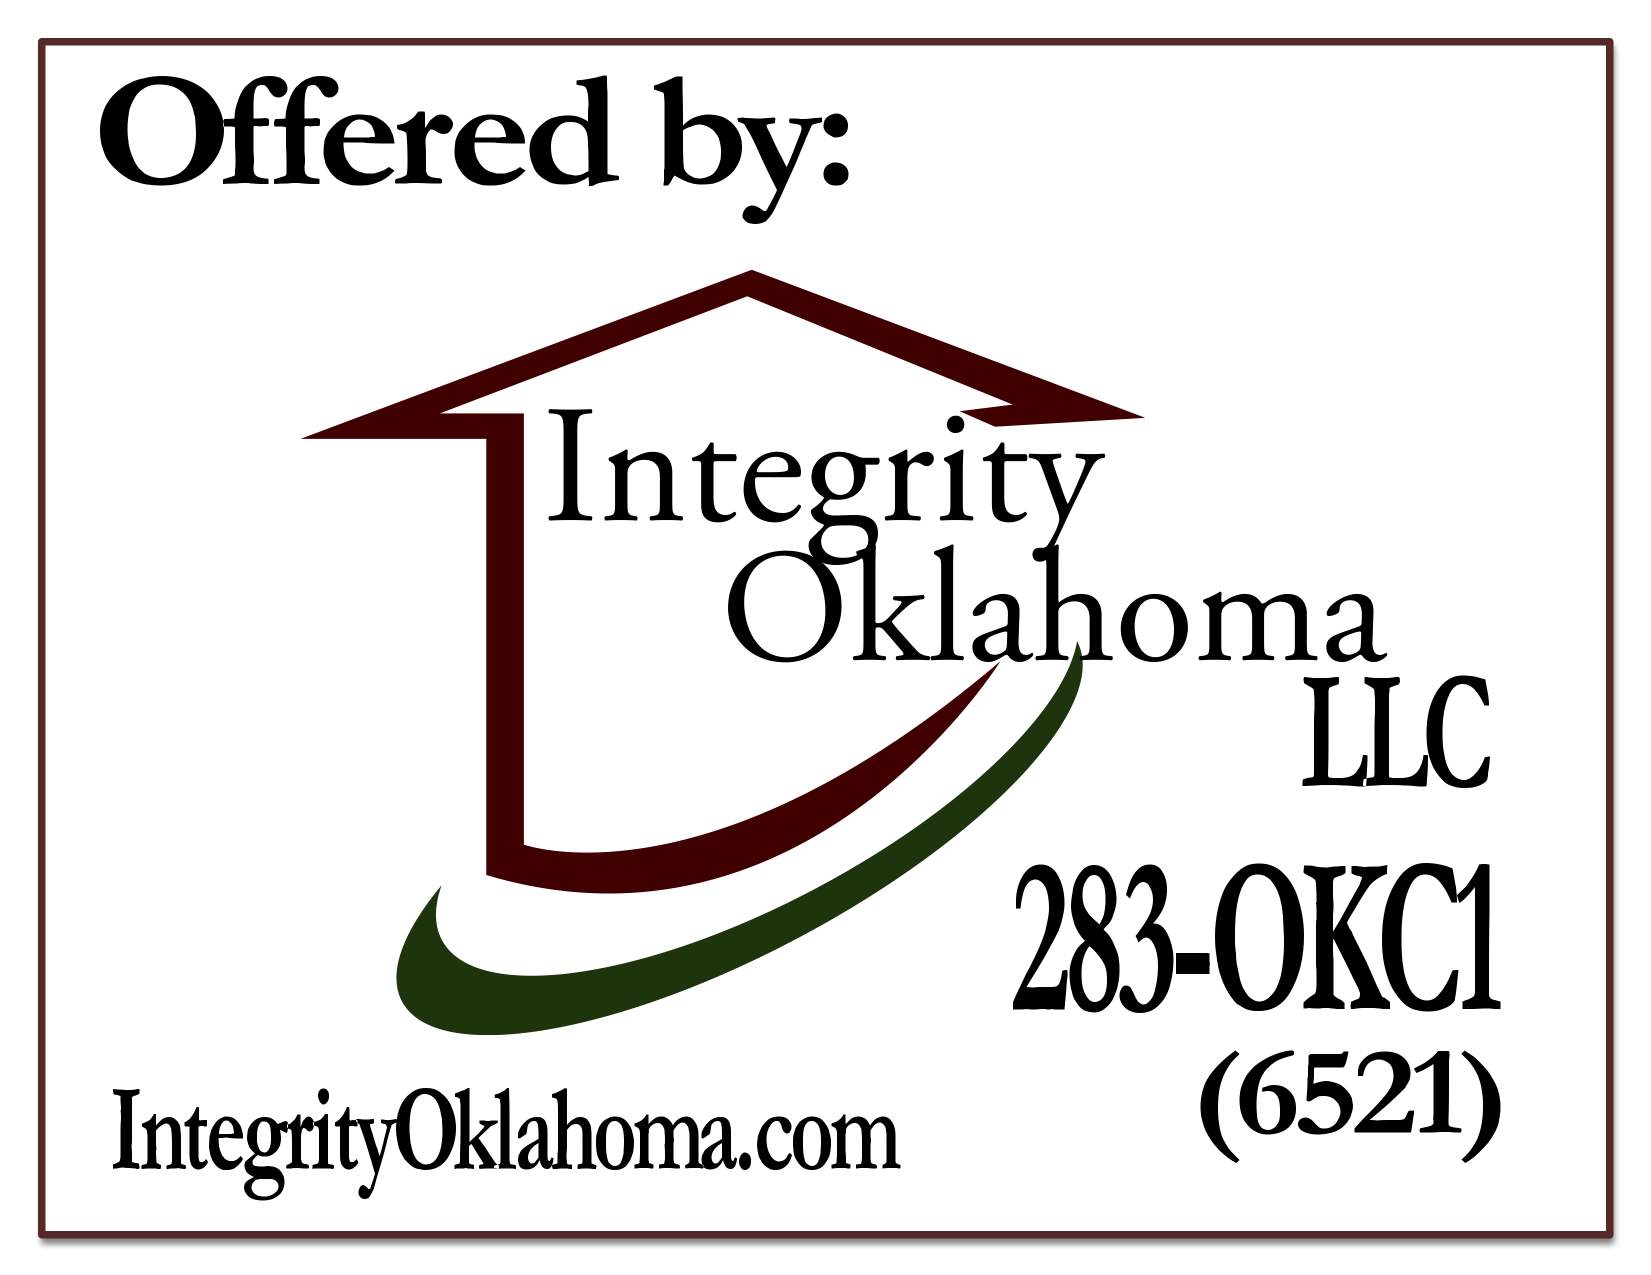 Offered by:
Integrity
Oklahoma
LLC
283-OKC1
(6521)
IntegrityOklahoma.com